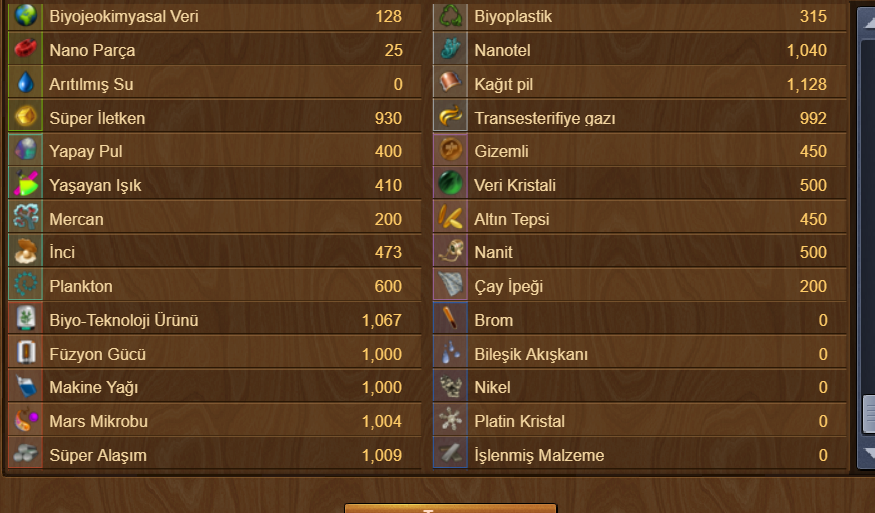 Biyojeokimyasal Veri 128 Biyoplastik 315
Nano Parça 25 Nanotel 1,040
Arıtılmış Su 0 Kağıt pil 1,128
Süper İletken 930 Transesterifiye gazı 992
Yapay Pul 400 Gizemli 450
Yaşayan Işık 410 Veri Kristali 500
Mercan 200 Altın Tepsi 450
İnci 473 Nanit 500
Plankton 600 Çay İpeği 200
Biyo-Teknoloji Ürünü 1,067 Brom 0
Füzyon Gücü 1,000 Bileşik Akışkanı 0
Makine Yağı 1,000 Nikel 0
Mars Mikrobu 1,004 Platin Kristal 0
Süper Alaşım 1,009 İşlenmiş Malzeme 0